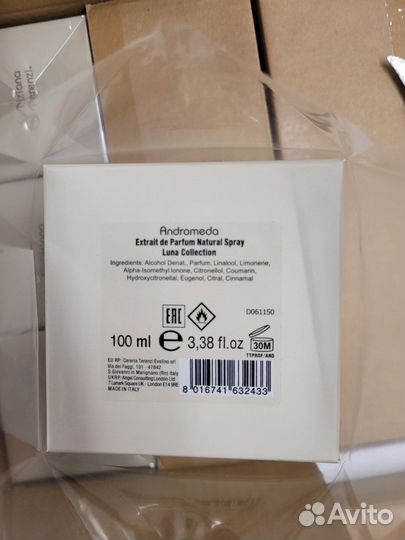 Tiziana
Terenzi
Andromeda
Extrait de Parfum Natural Spray
Luna Collection
Ingredients: Alcohol Denat., Parfum, Linalool, Limonene,
Alpha-Isomethyl Ionone, Citronellol, Coumarin,
Hydroxycitronellal, Eugenol, Citral, Cinnamal
EAC
D061150
100 ml e 3,38 fl.oz
30M
TTPROF/AND
EU RP: Cereria Terenzi Evelino srl
Via dei Faggi, 101 - 47842
S.Giovanni in Marignano (Rn) Italy
UKRP: Angel Consulting London Ltd
7 Lanark Square UK - London E14 9RE
MADE IN ITALY
8 016741 632433
Avito